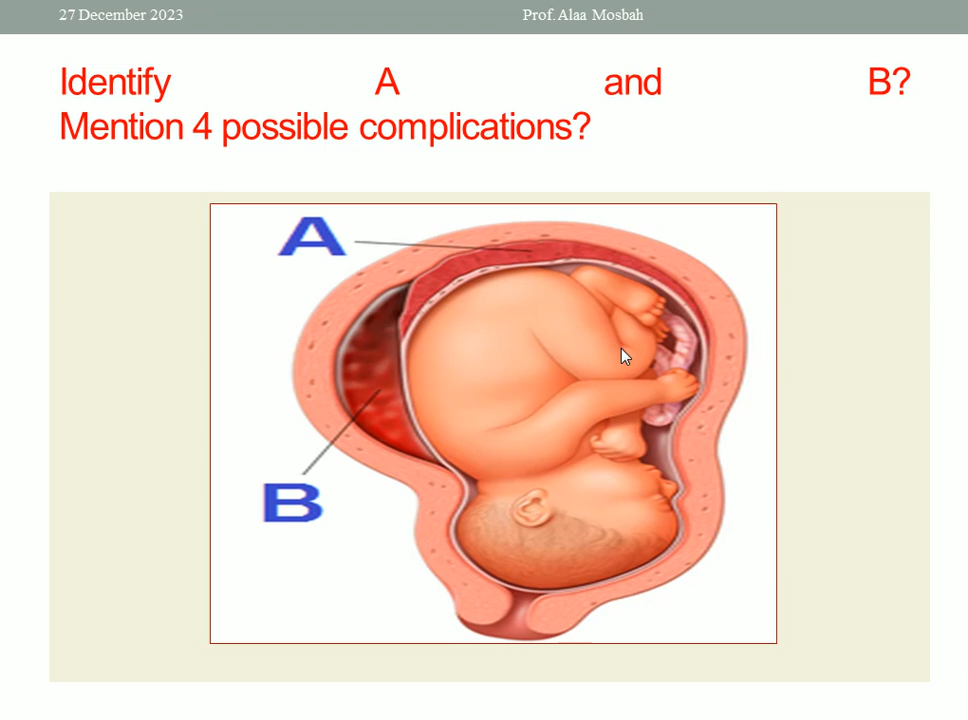 27 December 2023 Prof. Alaa Mosbah
Identify A and B?
Mention 4 possible complications?
A
B